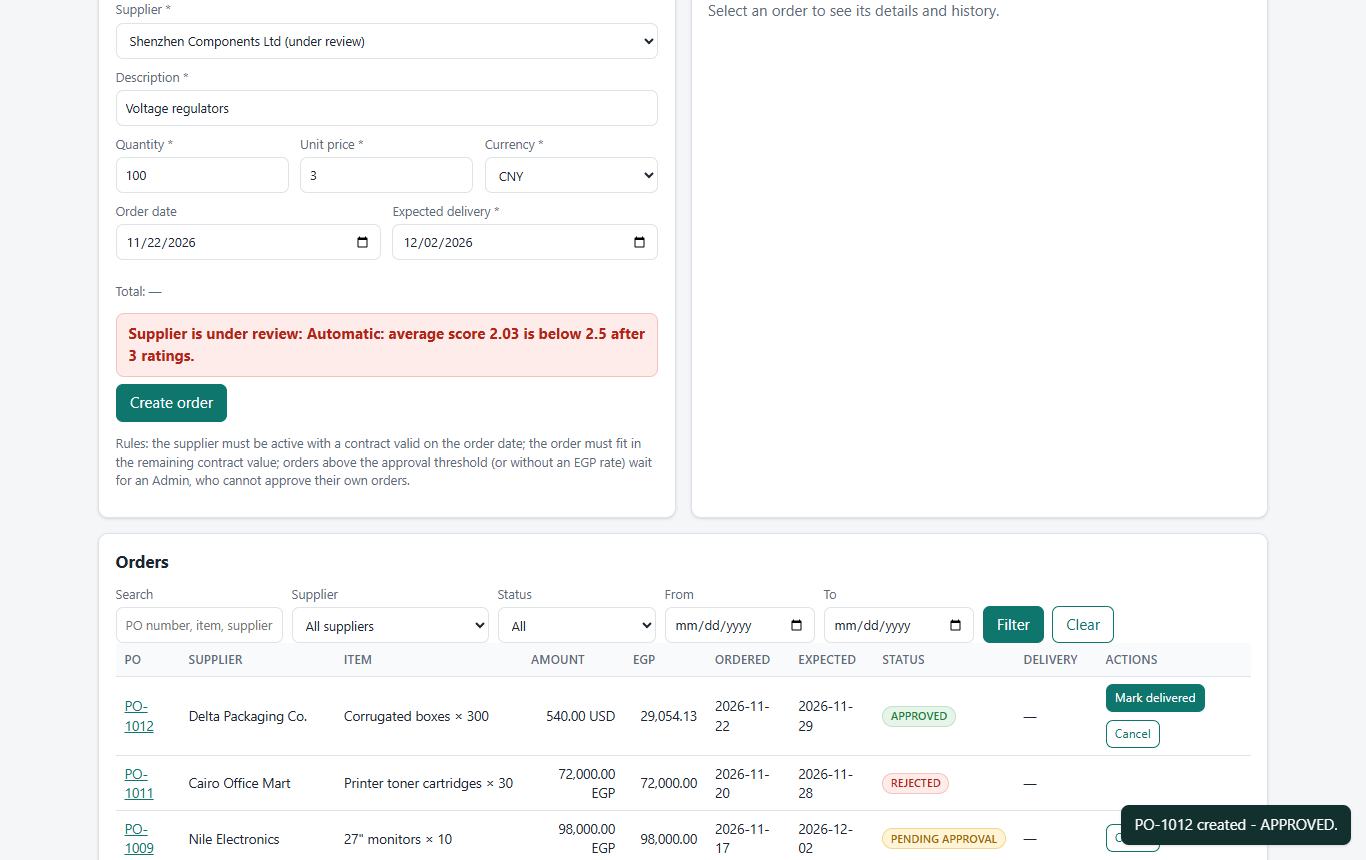 Supplier *
Select an order to see its details and history.
Shenzhen Components Ltd (under review)
Description *
Voltage regulators
Quantity *
Unit price *
Currency *
100
3
CNY
Order date
Expected delivery *
11/22/2026
12/02/2026
Total: —
Supplier is under review: Automatic: average score 2.03 is below 2.5 after
3 ratings.
Create order
Rules: the supplier must be active with a contract valid on the order date; the order must fit in
the remaining contract value; orders above the approval threshold (or without an EGP rate) wait
for an Admin, who cannot approve their own orders.
Orders
Search
Supplier
Status
From
To
PO number, item, supplier
All suppliers
All
mm/dd/yyyy
mm/dd/yyyy
Filter
Clear
PO SUPPLIER ITEM AMOUNT EGP ORDERED EXPECTED STATUS DELIVERY ACTIONS
PO-
1012
Delta Packaging Co.
Corrugated boxes × 300
540.00 USD
29,054.13
2026-11-
22
2026-11-
29
APPROVED
—
Mark delivered
Cancel
PO-
1011
Cairo Office Mart
Printer toner cartridges × 30
72,000.00
EGP
72,000.00
2026-11-
20
2026-11-
28
REJECTED
—
PO-
1009
Nile Electronics
27" monitors × 10
98,000.00
EGP
98,000.00
2026-11-
17
2026-12-
02
PENDING APPROVAL
—
PO-1012 created - APPROVED.